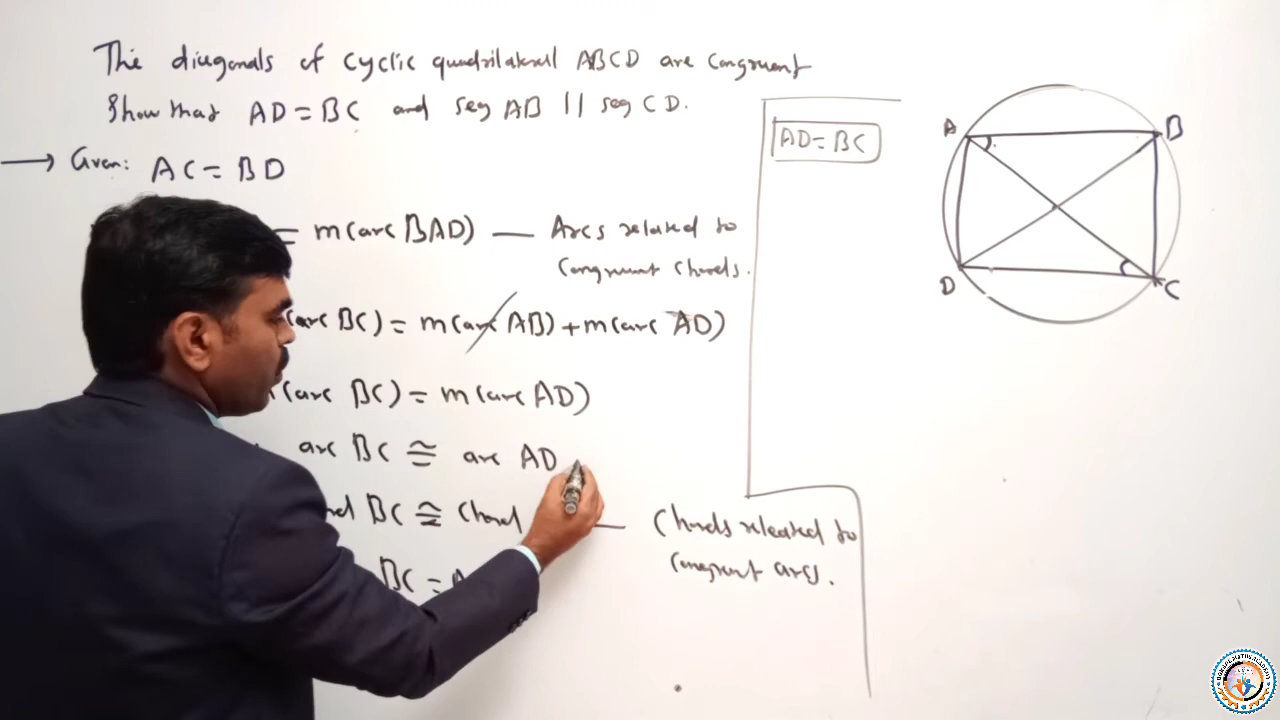 The diagonals of cyclic quadrilateral ABCD are congruent
Show that AD = BC and seg AB || seg CD.
Given: AC = BD
= m(arc BAD) — Arcs related to
congruent chords.
(arc BC) = m(arc AB) + m(arc AD)
(arc BC) = m(arc AD)
arc BC ≅ arc AD
BC ≅ chord — Chords releated to
congruent arcs.
BC =
AD = BC
A
B
D
C